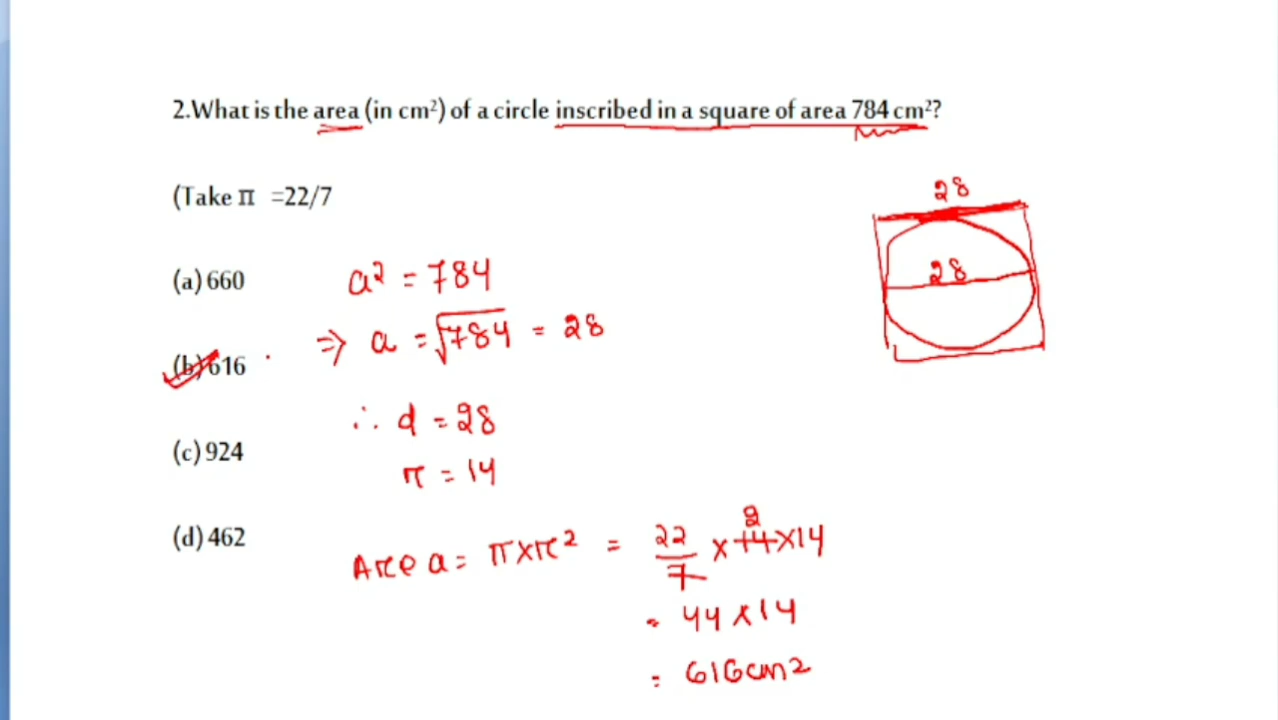 2.What is the area (in cm²) of a circle inscribed in a square of area 784 cm²?
(Take π =22/7
28
28
(a) 660
a² = 784
⇒ a = √784 = 28
(b) 616
∴ d = 28
(c) 924
r = 14
(d) 462
Area a = π×r² = 22/7 × 14 × 14
2
= 44 × 14
= 616cm2